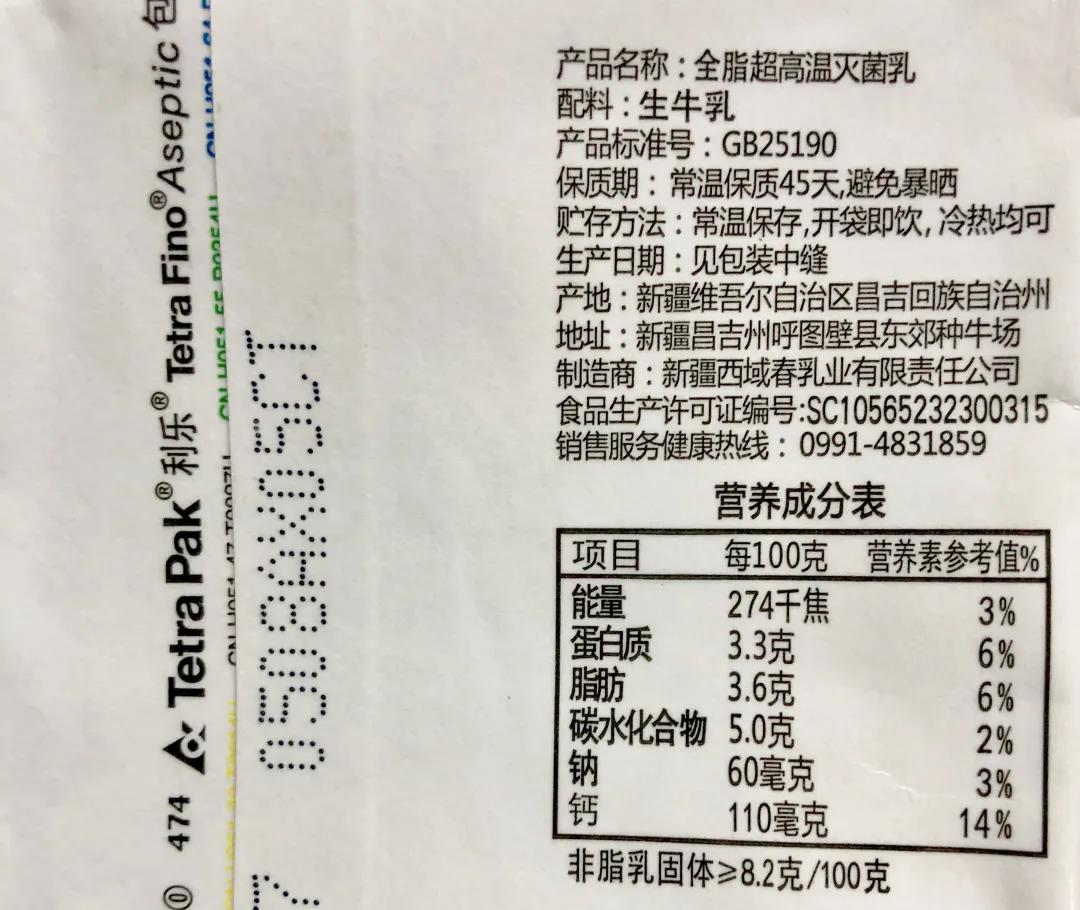 产品名称：全脂超高温灭菌乳
配料：生牛乳
产品标准号：GB25190
保质期：常温保质45天,避免暴晒
贮存方法：常温保存,开袋即饮,冷热均可
生产日期：见包装中缝
产地：新疆维吾尔自治区昌吉回族自治州
地址：新疆昌吉州呼图壁县东郊种牛场
制造商：新疆西域春乳业有限责任公司
食品生产许可证编号:SC10565232300315
销售服务健康热线：0991-4831859
营养成分表
项目 每100克 营养素参考值%
能量 274千焦 3%
蛋白质 3.3克 6%
脂肪 3.6克 6%
碳水化合物 5.0克 2%
钠 60毫克 3%
钙 110毫克 14%
非脂乳固体≥8.2克/100克
474 Tetra Pak® 利乐® Tetra Fino® Aseptic 包
7 0508AX05CT